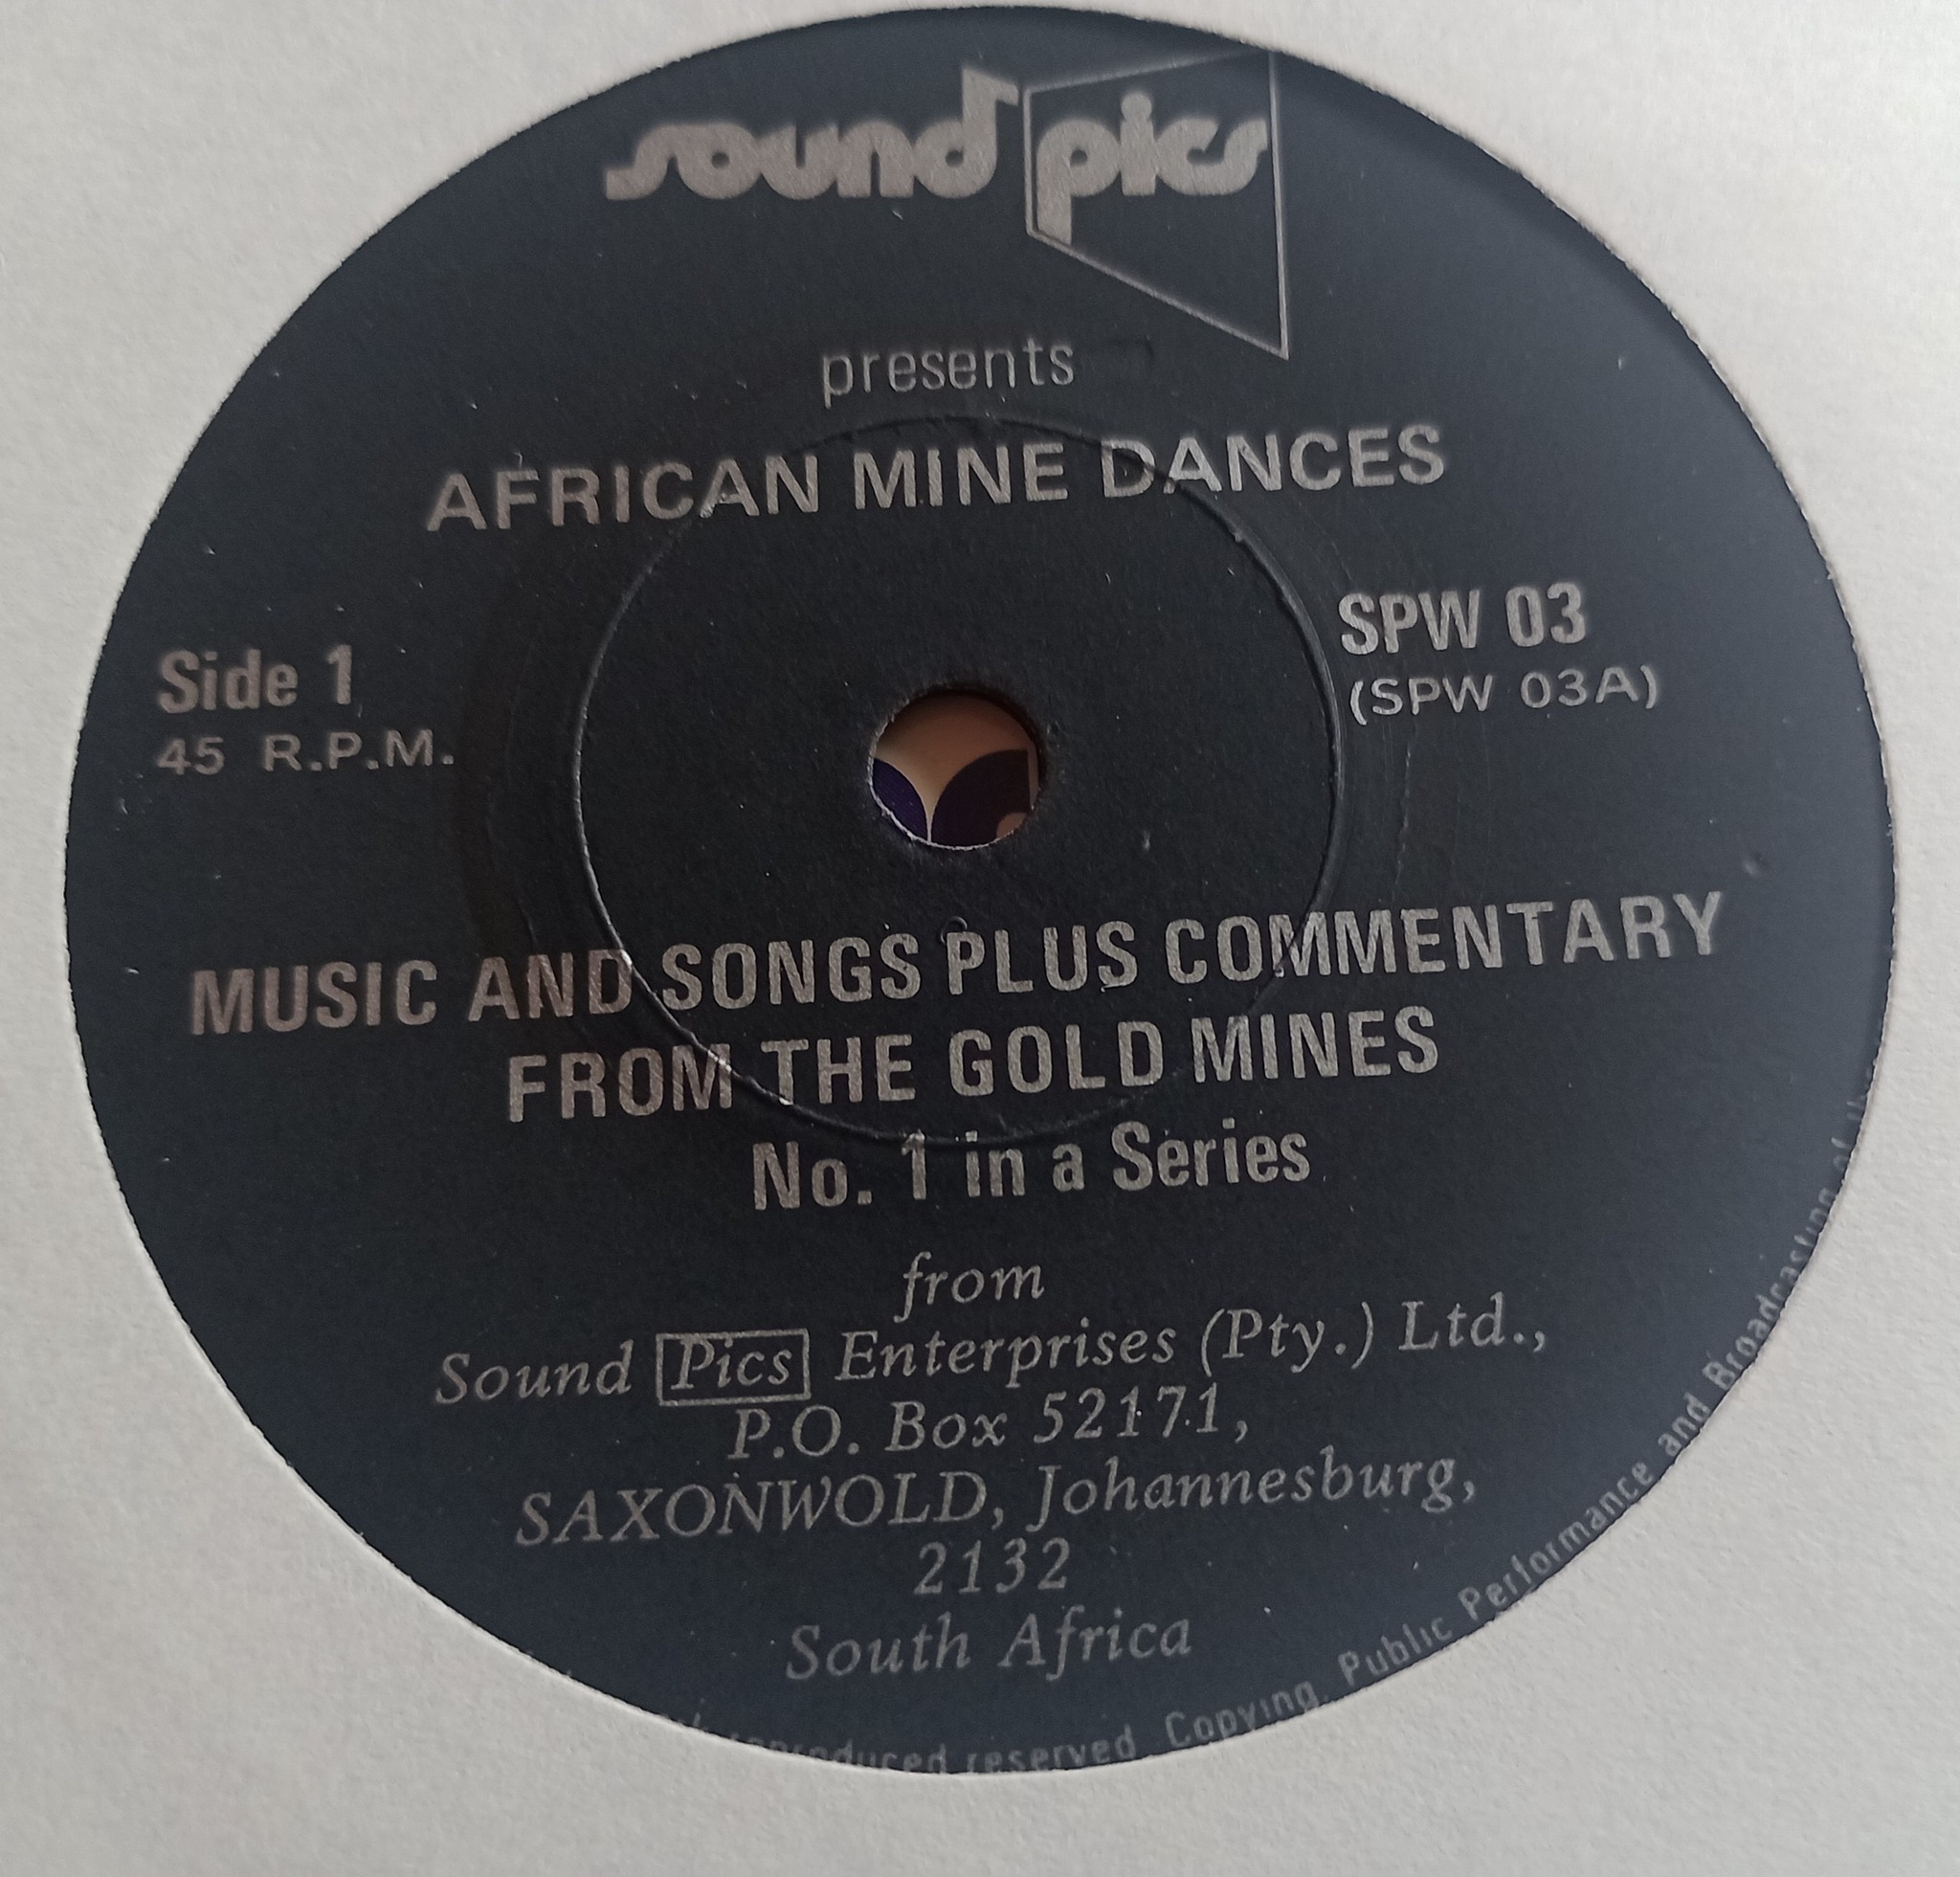 sound pics
presents
AFRICAN MINE DANCES
Side 1
45 R.P.M.
SPW 03
(SPW 03A)
MUSIC AND SONGS PLUS COMMENTARY
FROM THE GOLD MINES
No. 1 in a Series
from
Sound Pics Enterprises (Pty.) Ltd.,
P.O. Box 52171,
SAXONWOLD, Johannesburg,
2132
South Africa
reproduced reserved. Copying, Public Performance and Broadcasting of